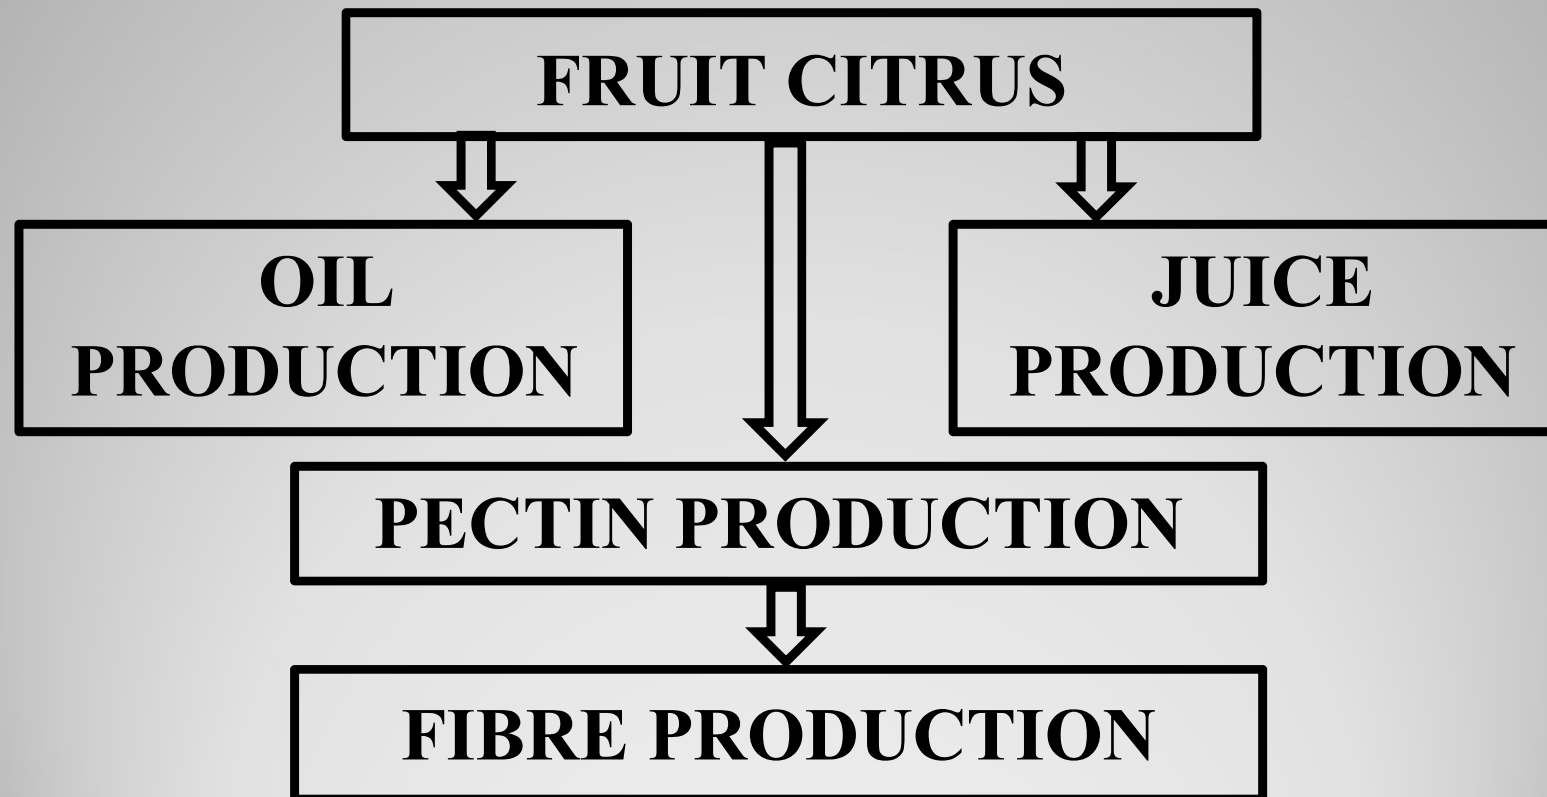 FRUIT CITRUS
OIL
PRODUCTION
JUICE
PRODUCTION
PECTIN PRODUCTION
FIBRE PRODUCTION